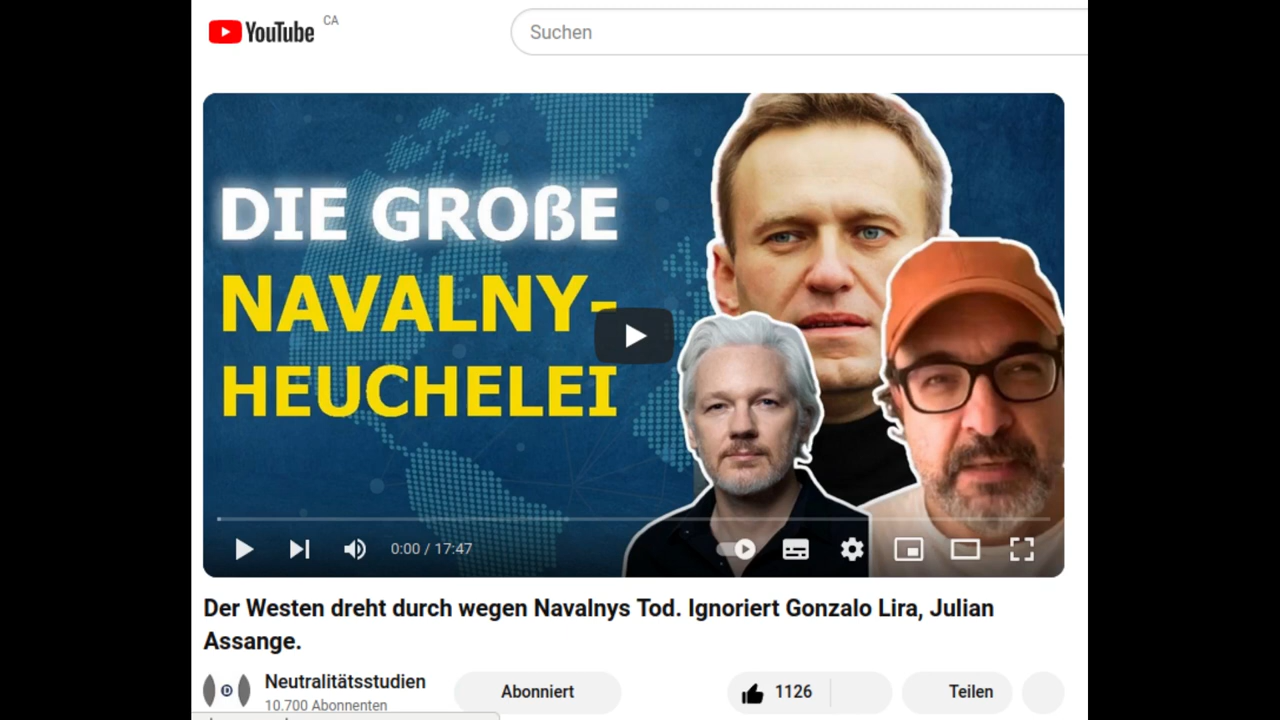 YouTube CA
Suchen
DIE GROßE
NAVALNY-
HEUCHELEI
0:00 / 17:47
Der Westen dreht durch wegen Navalnys Tod. Ignoriert Gonzalo Lira, Julian
Assange.
Neutralitätsstudien
10.700 Abonnenten
Abonniert
1126
Teilen